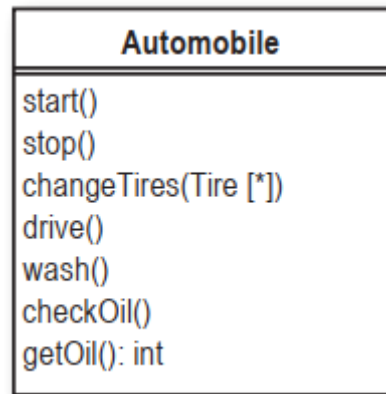 Automobile
start()
stop()
changeTires(Tire [*])
drive()
wash()
checkOil()
getOil(): int